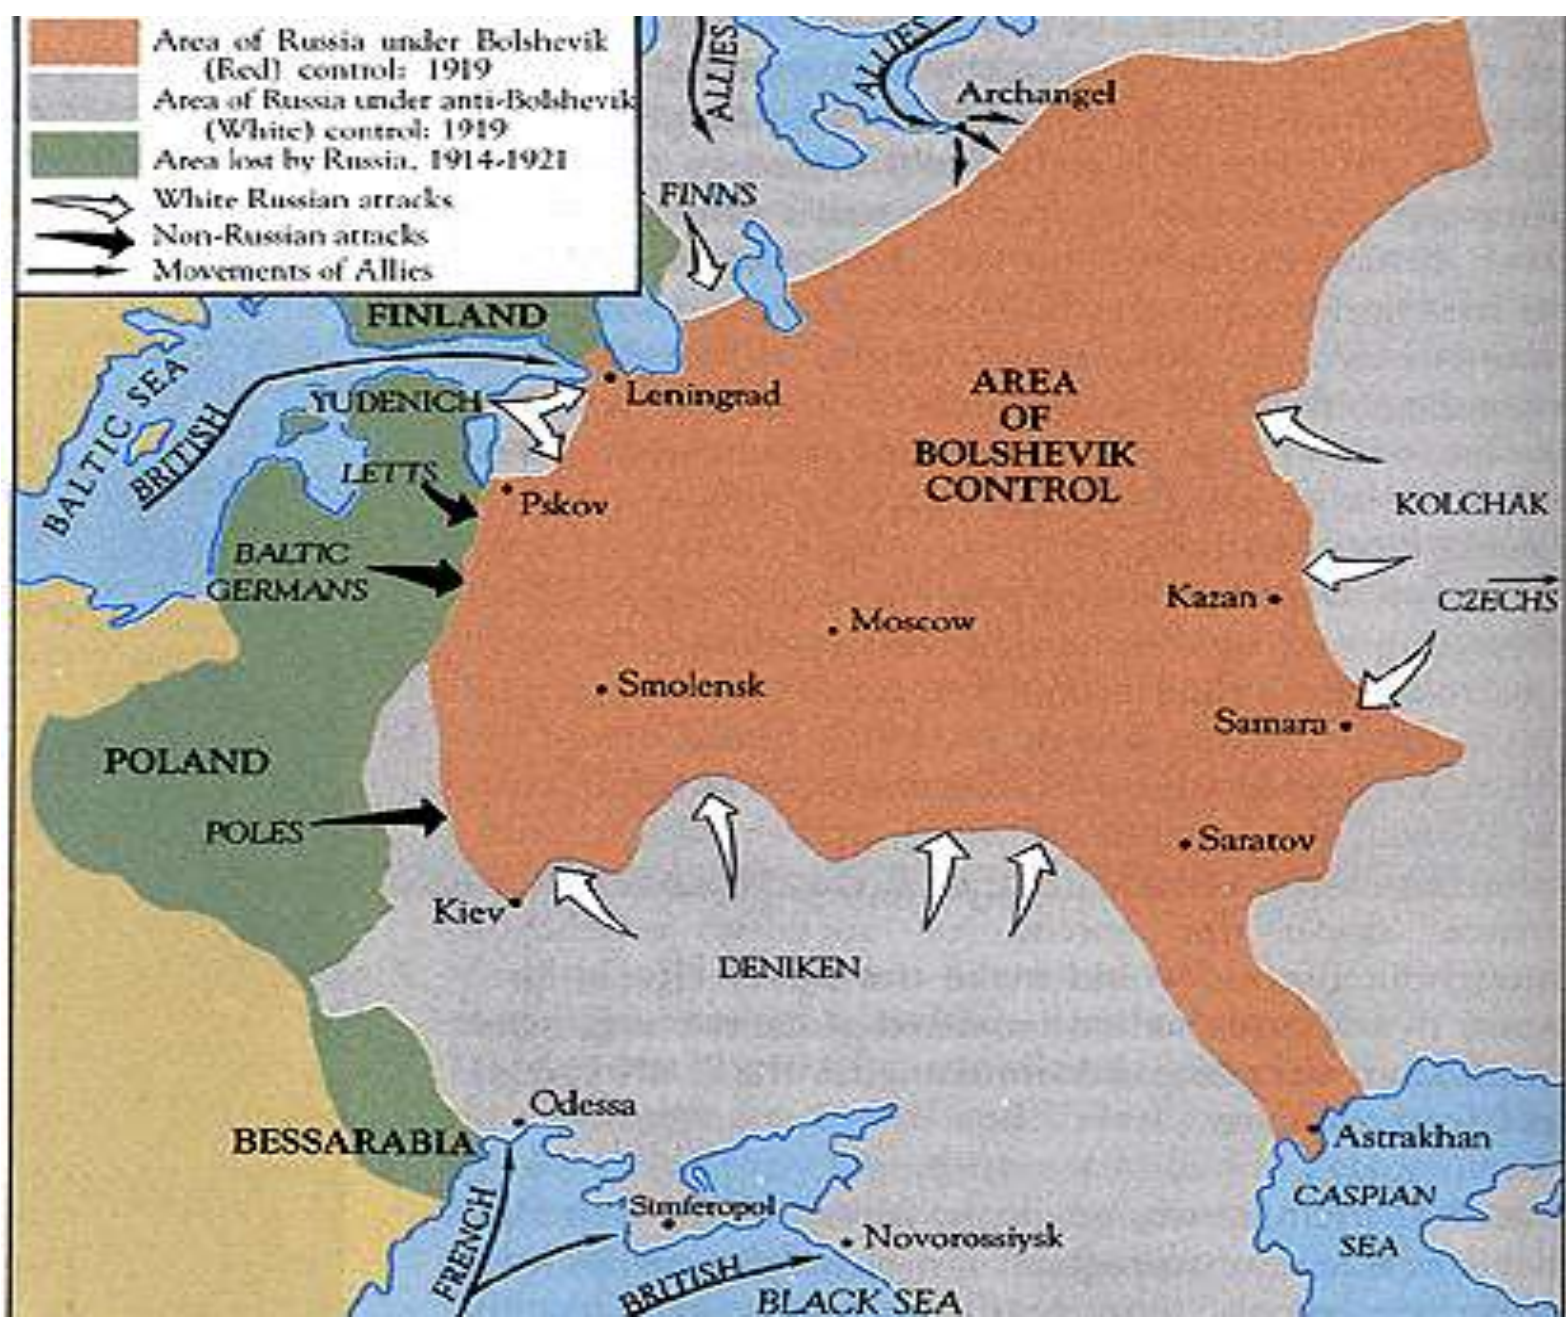 Area of Russia under Bolshevik
(Red) control: 1919
Area of Russia under anti-Bolshevik
(White) control: 1919
Area lost by Russia, 1914-1921
White Russian attacks
Non-Russian attacks
Movements of Allies
ALLIES
ALLIES
Archangel
FINNS
FINLAND
BALTIC SEA
BRITISH
YUDENICH
Leningrad
AREA
OF
BOLSHEVIK
CONTROL
LETTS
Pskov
KOLCHAK
BALTIC
GERMANS
Kazan
CZECHS
Moscow
Smolensk
Samara
POLAND
POLES
Saratov
Kiev
DENIKEN
Odessa
BESSARABIA
Astrakhan
Simferopol
CASPIAN
SEA
FRENCH
Novorossiysk
BRITISH
BLACK SEA